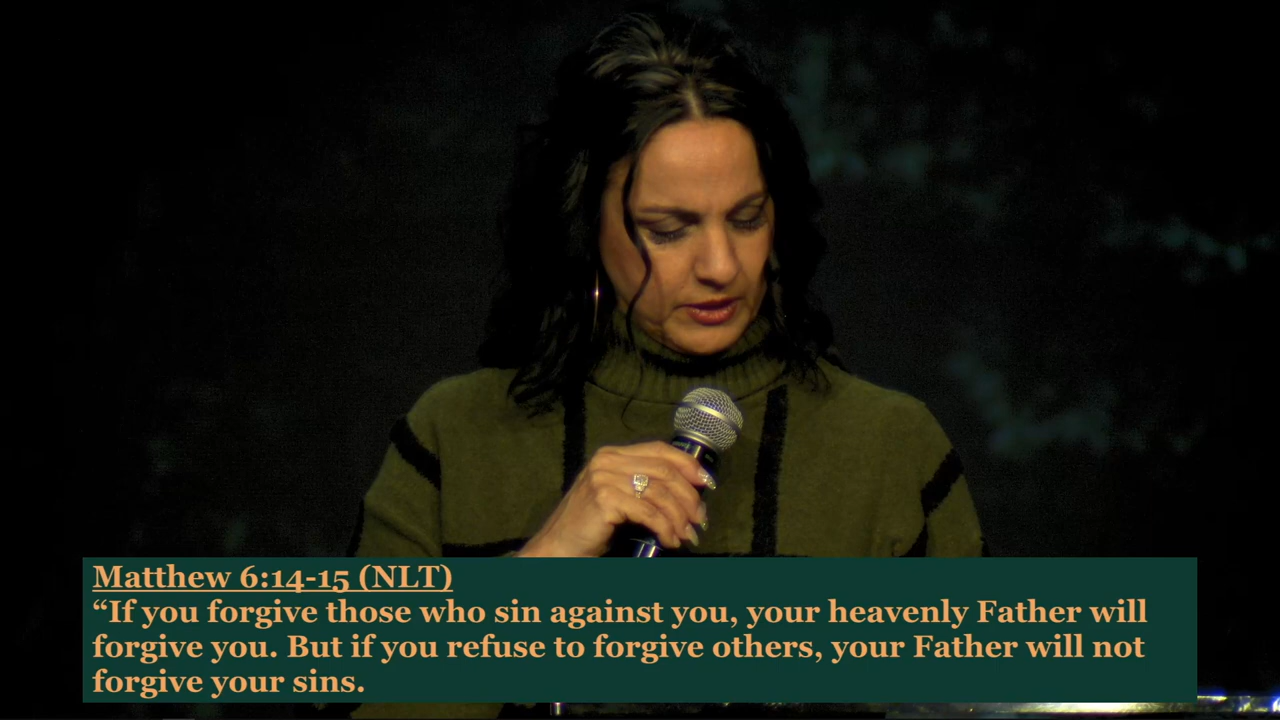 Matthew 6:14-15 (NLT)
“If you forgive those who sin against you, your heavenly Father will
forgive you. But if you refuse to forgive others, your Father will not
forgive your sins.